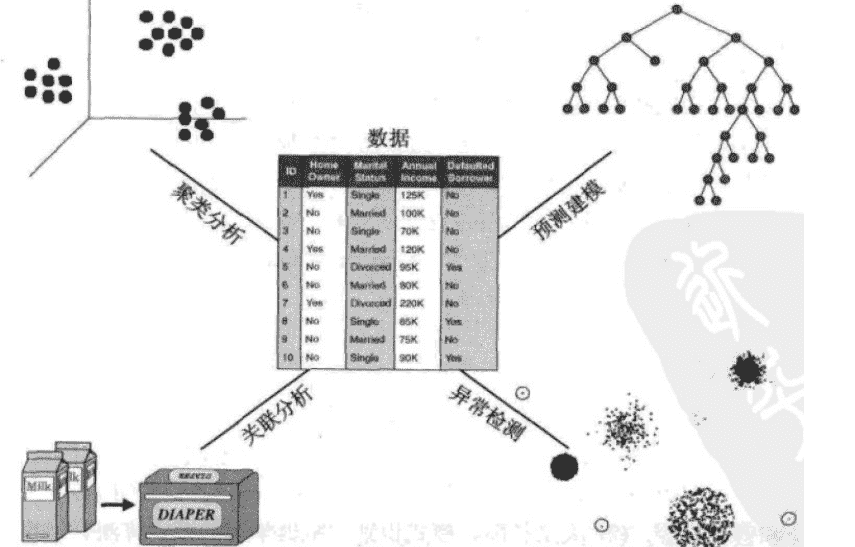 数据
聚类分析
预测建模
ID Home Owner Marital Status Annual Income Defaulted Borrower
1 Yes Single 125K No
2 No Married 100K No
3 No Single 70K No
4 Yes Married 120K No
5 No Divorced 95K Yes
6 No Married 80K No
7 Yes Divorced 220K No
8 No Single 85K Yes
9 No Married 75K No
10 No Single 90K Yes
关联分析
异常检测
Milk
DIAPER